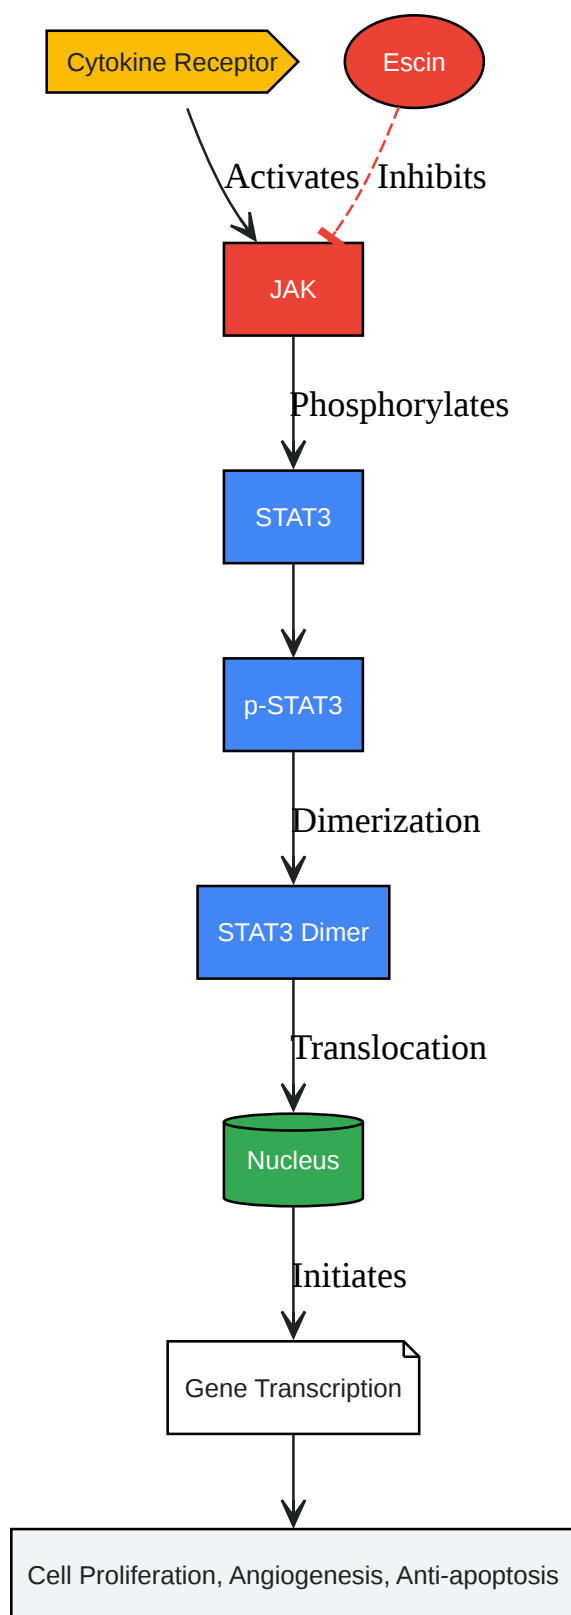 Cytokine Receptor
Escin
Activates
Inhibits
JAK
Phosphorylates
STAT3
p-STAT3
Dimerization
STAT3 Dimer
Translocation
Nucleus
Initiates
Gene Transcription
Cell Proliferation, Angiogenesis, Anti-apoptosis